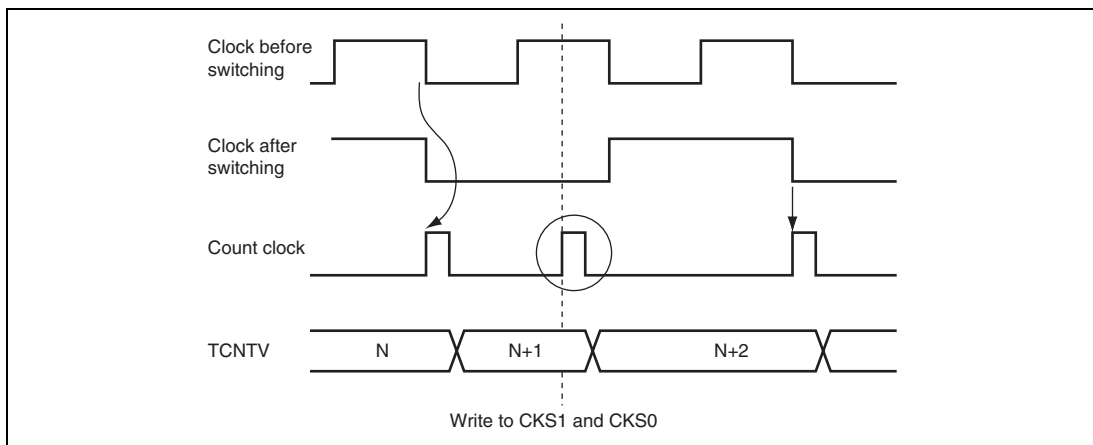 Clock before
switching
Clock after
switching
Count clock
TCNTV
N
N+1
N+2
Write to CKS1 and CKS0